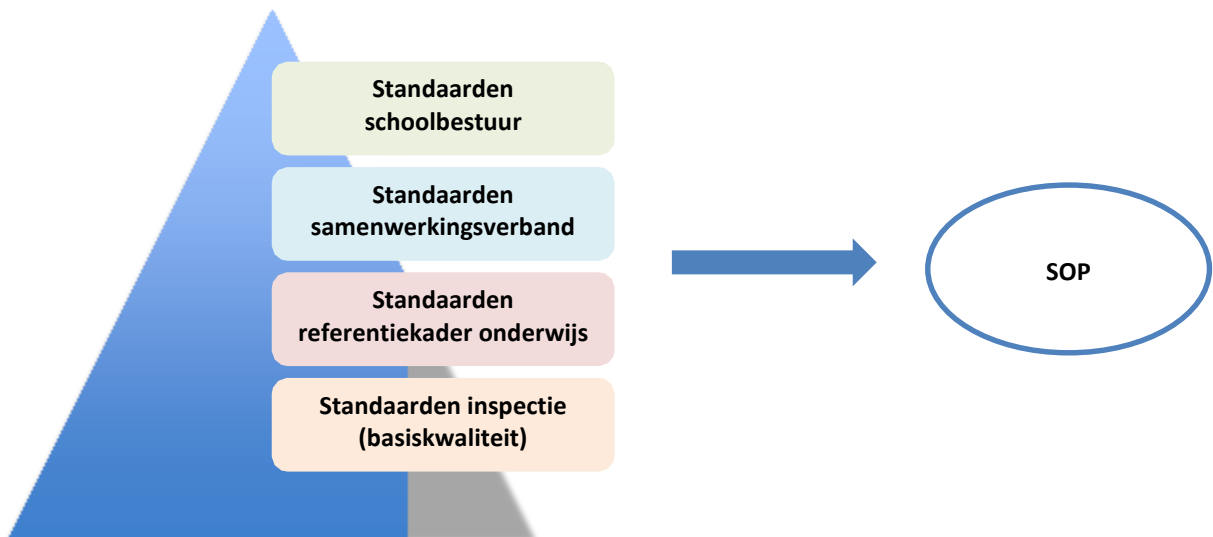 Standaarden
schoolbestuur
Standaarden
samenwerkingsverband
Standaarden
referentiekader onderwijs
Standaarden inspectie
(basiskwaliteit)
SOP